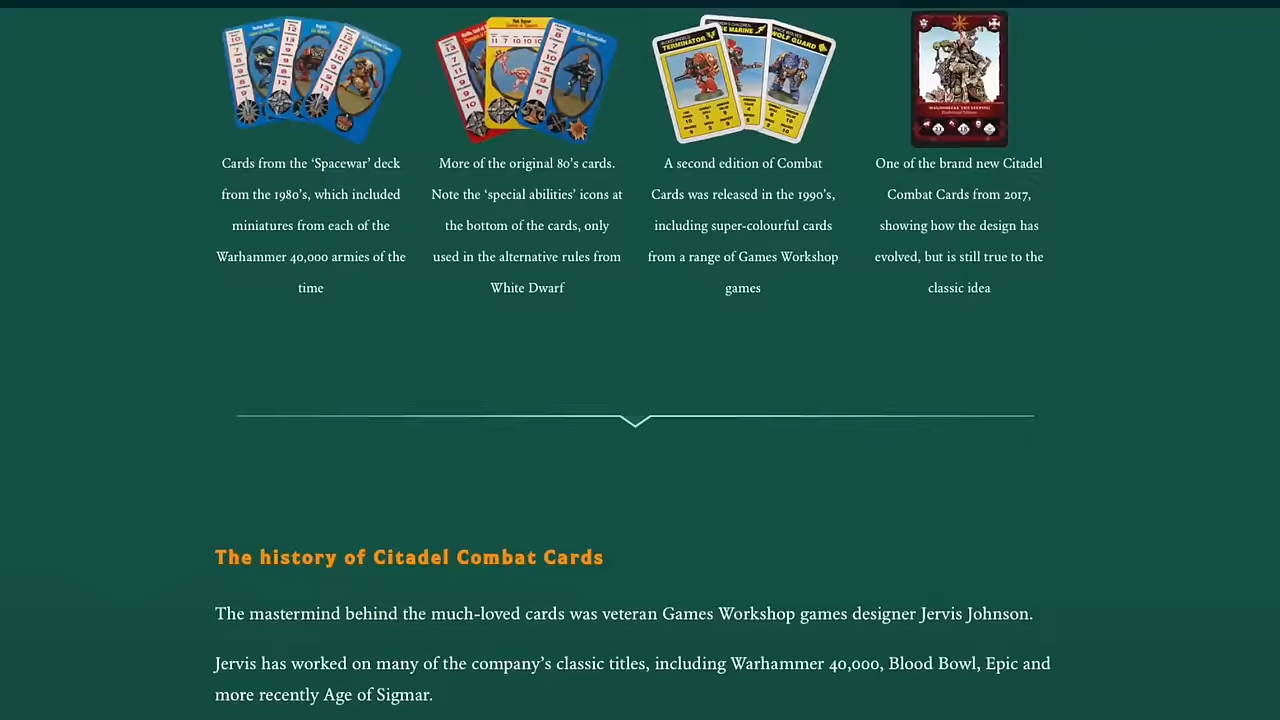 TERMINATOR
WOLF GUARD
Cards from the ‘Spacewar’ deck
from the 1980’s, which included
miniatures from each of the
Warhammer 40,000 armies of the
time
More of the original 80’s cards.
Note the ‘special abilities’ icons at
the bottom of the cards, only
used in the alternative rules from
White Dwarf
A second edition of Combat
Cards was released in the 1990’s,
including super-colourful cards
from a range of Games Workshop
games
One of the brand new Citadel
Combat Cards from 2017,
showing how the design has
evolved, but is still true to the
classic idea
The history of Citadel Combat Cards
The mastermind behind the much-loved cards was veteran Games Workshop games designer Jervis Johnson.
Jervis has worked on many of the company’s classic titles, including Warhammer 40,000, Blood Bowl, Epic and
more recently Age of Sigmar.